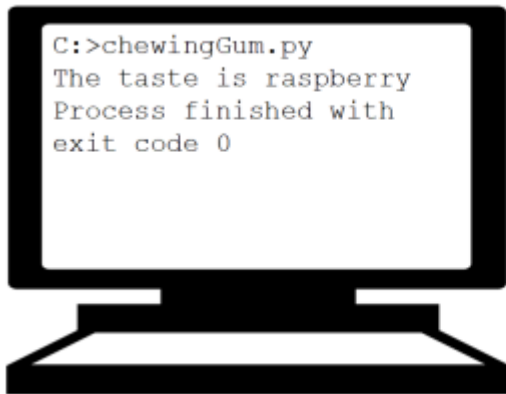 C:>chewingGum.py
The taste is raspberry
Process finished with
exit code 0